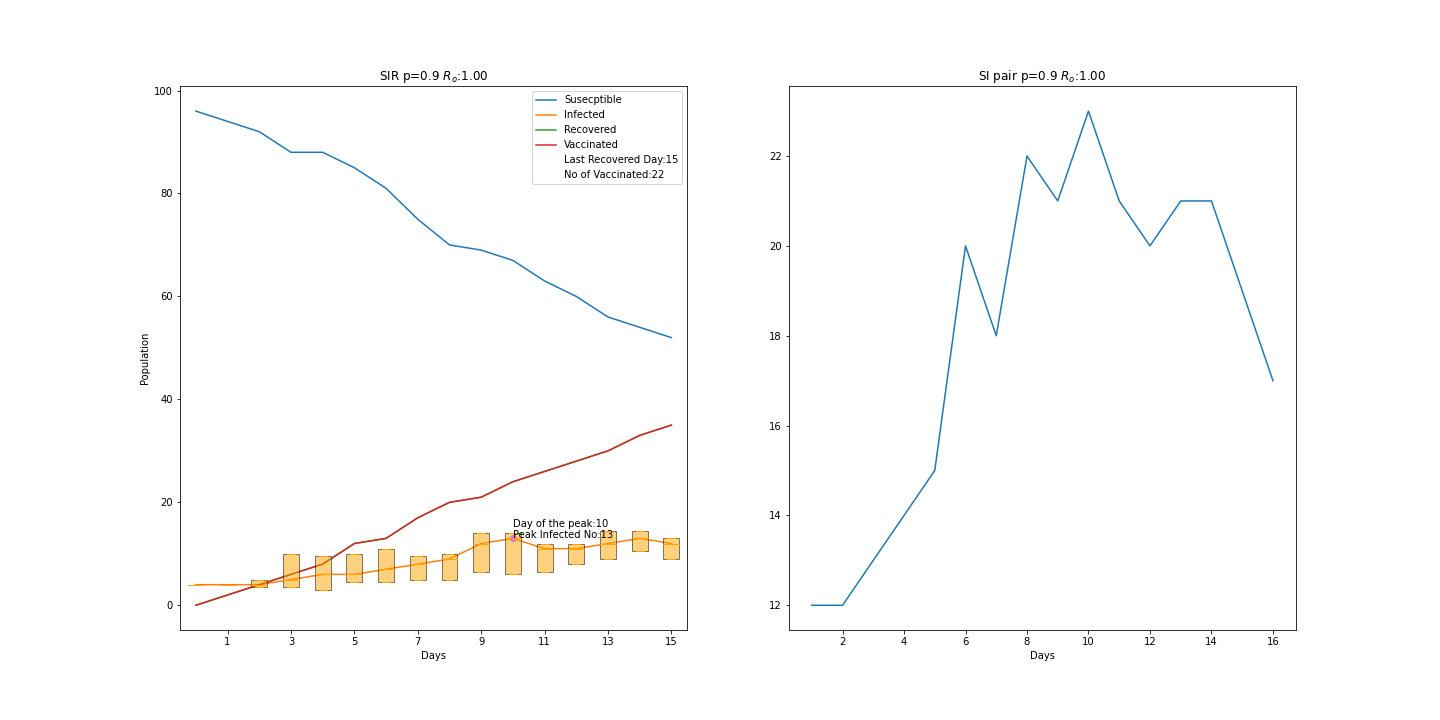 SIR p=0.9 Ro:1.00
100
80
60
40
20
0
Population
Susecptible
Infected
Recovered
Vaccinated
Last Recovered Day:15
No of Vaccinated:22
Day of the peak:10
Peak Infected No:13
1 3 5 7 9 11 13 15
Days
SI pair p=0.9 Ro:1.00
22
20
18
16
14
12
2 4 6 8 10 12 14 16
Days